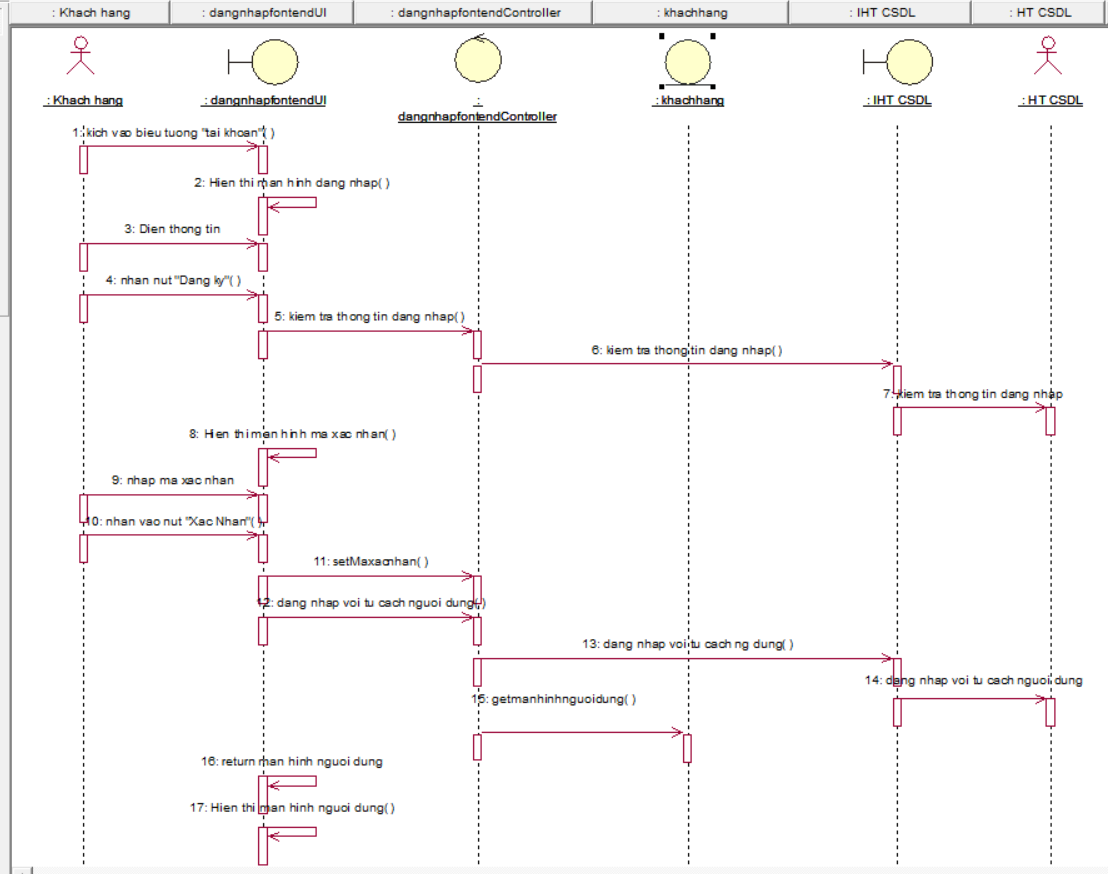 : Khach hang
: dangnhapfontendUI
: dangnhapfontendController
: khachhang
: IHT CSDL
: HT CSDL
: Khach hang
: dangnhapfontendUI
:
dangnhapfontendController
: khachhang
: IHT CSDL
: HT CSDL
1: kich vao bieu tuong "tai khoan"( )
2: Hien thi man hinh dang nhap( )
3: Dien thong tin
4: nhan nut "Dang ky"( )
5: kiem tra thong tin dang nhap( )
6: kiem tra thong tin dang nhap( )
7: kiem tra thong tin dang nhap
8: Hien thi man hinh ma xac nhan( )
9: nhap ma xac nhan
10: nhan vao nut "Xac Nhan"( )
11: setMaxacnhan( )
12: dang nhap voi tu cach nguoi dung( )
13: dang nhap voi tu cach ng dung( )
14: dang nhap voi tu cach nguoi dung
15: getmanhinhnguoidung( )
16: return man hinh nguoi dung
17: Hien thi man hinh nguoi dung( )